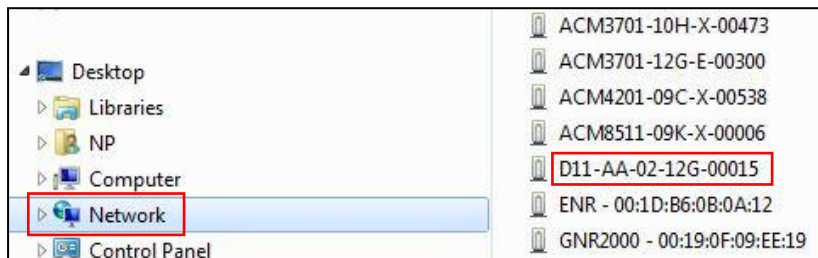 Desktop
Libraries
NP
Computer
Network
Control Panel
ACM3701-10H-X-00473
ACM3701-12G-E-00300
ACM4201-09C-X-00538
ACM8511-09K-X-00006
D11-AA-02-12G-00015
ENR - 00:1D:B6:0B:0A:12
GNR2000 - 00:19:0F:09:EE:19